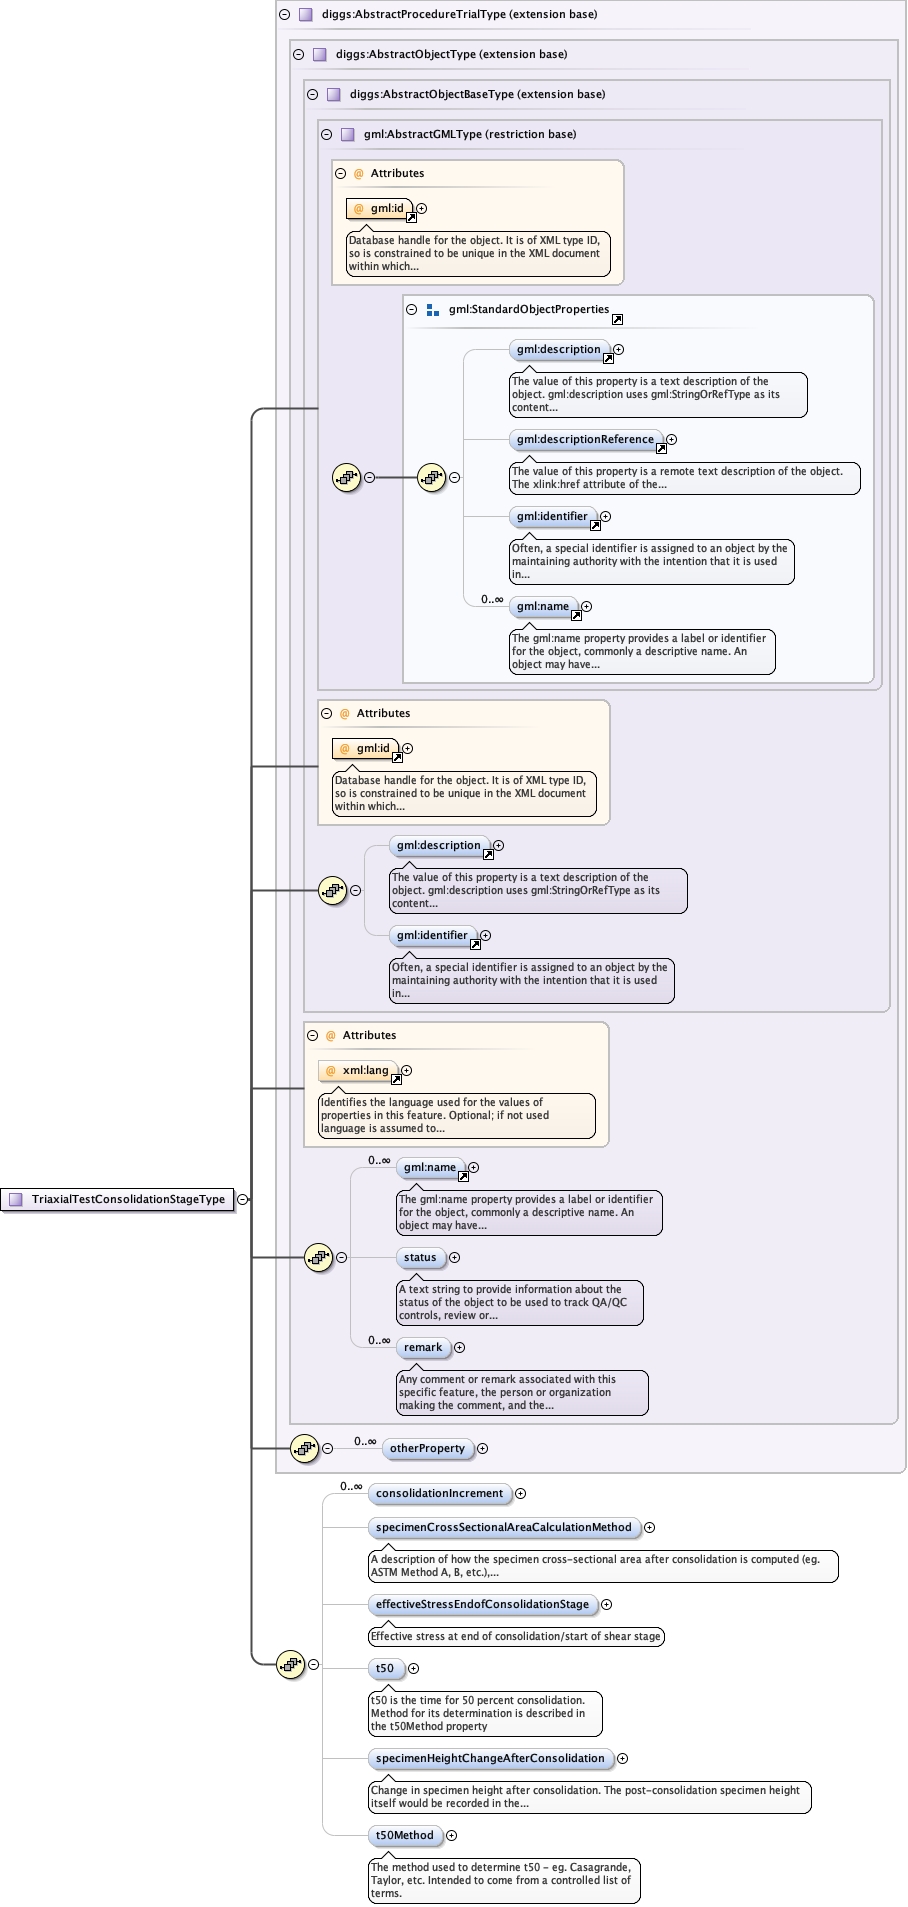 diggs:AbstractProcedureTrialType (extension base)
diggs:AbstractObjectType (extension base)
diggs:AbstractObjectBaseType (extension base)
gml:AbstractGMLType (restriction base)
@ Attributes
@ gml:id
Database handle for the object. It is of XML type ID,
so is constrained to be unique in the XML document
within which...
gml:StandardObjectProperties
gml:description
The value of this property is a text description of the
object. gml:description uses gml:StringOrRefType as its
content...
gml:descriptionReference
The value of this property is a remote text description of the object.
The xlink:href attribute of the...
gml:identifier
Often, a special identifier is assigned to an object by the
maintaining authority with the intention that it is used
in...
0..∞
gml:name
The gml:name property provides a label or identifier
for the object, commonly a descriptive name. An
object may have...
@ Attributes
@ gml:id
Database handle for the object. It is of XML type ID,
so is constrained to be unique in the XML document
within which...
gml:description
The value of this property is a text description of the
object. gml:description uses gml:StringOrRefType as its
content...
gml:identifier
Often, a special identifier is assigned to an object by the
maintaining authority with the intention that it is used
in...
@ Attributes
@ xml:lang
Identifies the language used for the values of
properties in this feature. Optional; if not used
language is assumed to...
0..∞
gml:name
The gml:name property provides a label or identifier
for the object, commonly a descriptive name. An
object may have...
TriaxialTestConsolidationStageType
status
A text string to provide information about the
status of the object to be used to track QA/QC
controls, review or...
0..∞
remark
Any comment or remark associated with this
specific feature, the person or organization
making the comment, and the...
0..∞
otherProperty
0..∞
consolidationIncrement
specimenCrossSectionalAreaCalculationMethod
A description of how the specimen cross-sectional area after consolidation is computed (eg.
ASTM Method A, B, etc.),...
effectiveStressEndofConsolidationStage
Effective stress at end of consolidation/start of shear stage
t50
t50 is the time for 50 percent consolidation.
Method for its determination is described in
the t50Method property
specimenHeightChangeAfterConsolidation
Change in specimen height after consolidation. The post-consolidation specimen height
itself would be recorded in the...
t50Method
The method used to determine t50 - eg. Casagrande,
Taylor, etc. Intended to come from a controlled list of
terms.